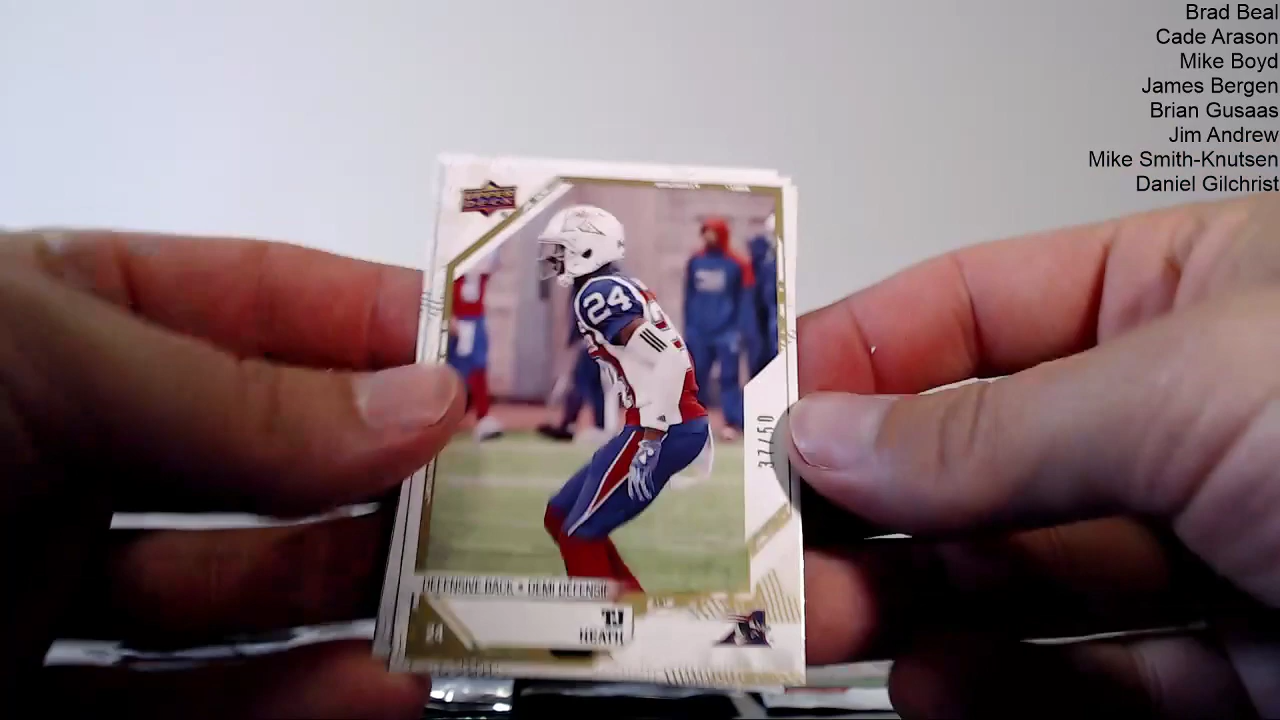 Brad Beal
Cade Arason
Mike Boyd
James Bergen
Brian Gusaas
Jim Andrew
Mike Smith-Knutsen
Daniel Gilchrist
24
37/50
DEFENSIVE BACK • DEMI DÉFENSIF
TJ
HEATH